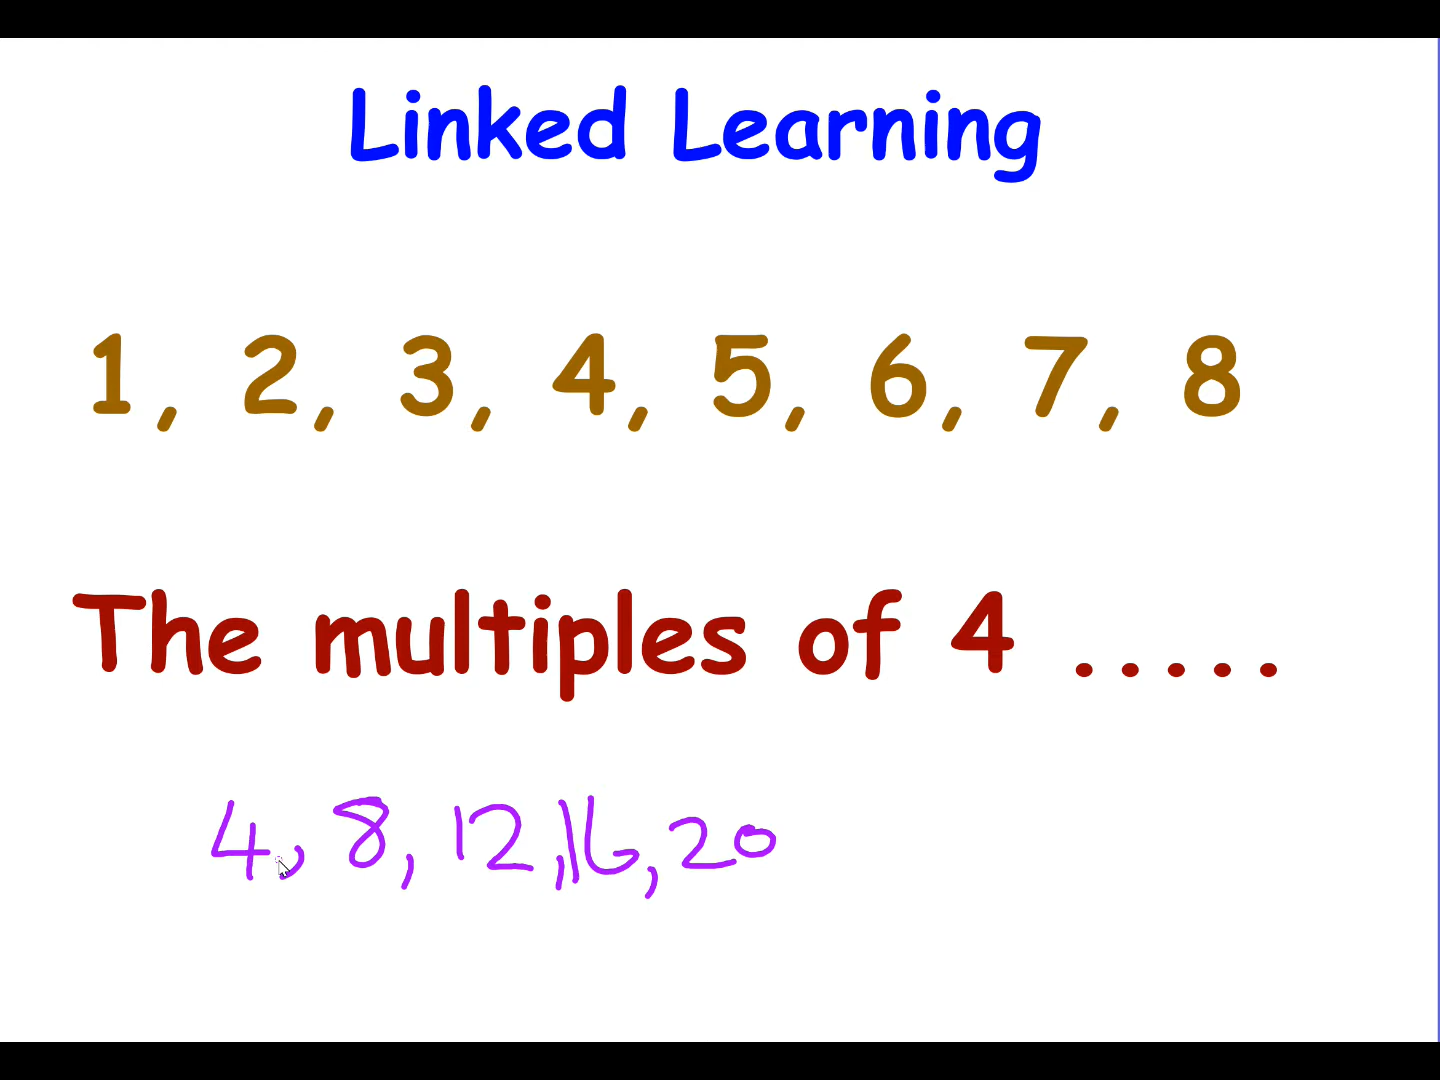 Linked Learning
1, 2, 3, 4, 5, 6, 7, 8
The multiples of 4 .....
4, 8, 12, 16, 20